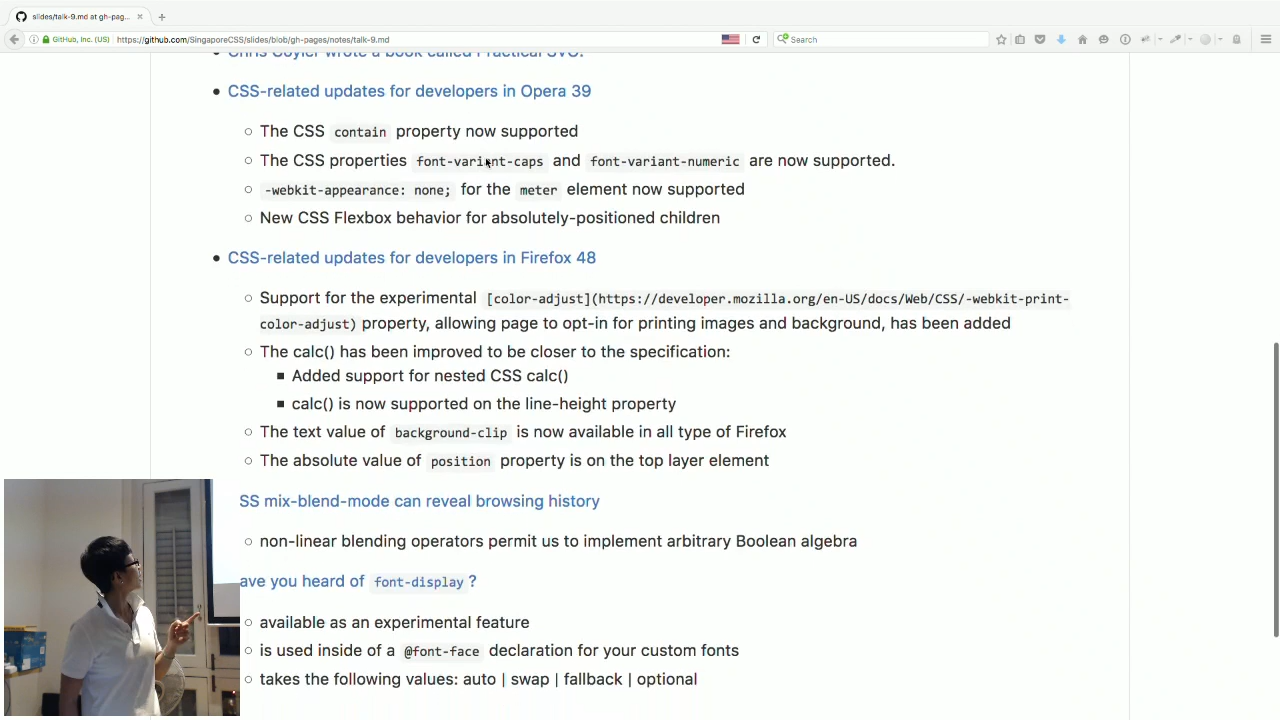 slides/talk-9.md at gh-pag...
GitHub, Inc. (US)
https://github.com/SingaporeCSS/slides/blob/gh-pages/notes/talk-9.md
Search
Chris Coyier wrote a book called Practical SVG!
CSS-related updates for developers in Opera 39
The CSS contain property now supported
The CSS properties font-variant-caps and font-variant-numeric are now supported.
-webkit-appearance: none; for the meter element now supported
New CSS Flexbox behavior for absolutely-positioned children
CSS-related updates for developers in Firefox 48
Support for the experimental [color-adjust](https://developer.mozilla.org/en-US/docs/Web/CSS/-webkit-print-
color-adjust) property, allowing page to opt-in for printing images and background, has been added
The calc() has been improved to be closer to the specification:
Added support for nested CSS calc()
calc() is now supported on the line-height property
The text value of background-clip is now available in all type of Firefox
The absolute value of position property is on the top layer element
SS mix-blend-mode can reveal browsing history
non-linear blending operators permit us to implement arbitrary Boolean algebra
ave you heard of font-display ?
available as an experimental feature
is used inside of a @font-face declaration for your custom fonts
takes the following values: auto | swap | fallback | optional